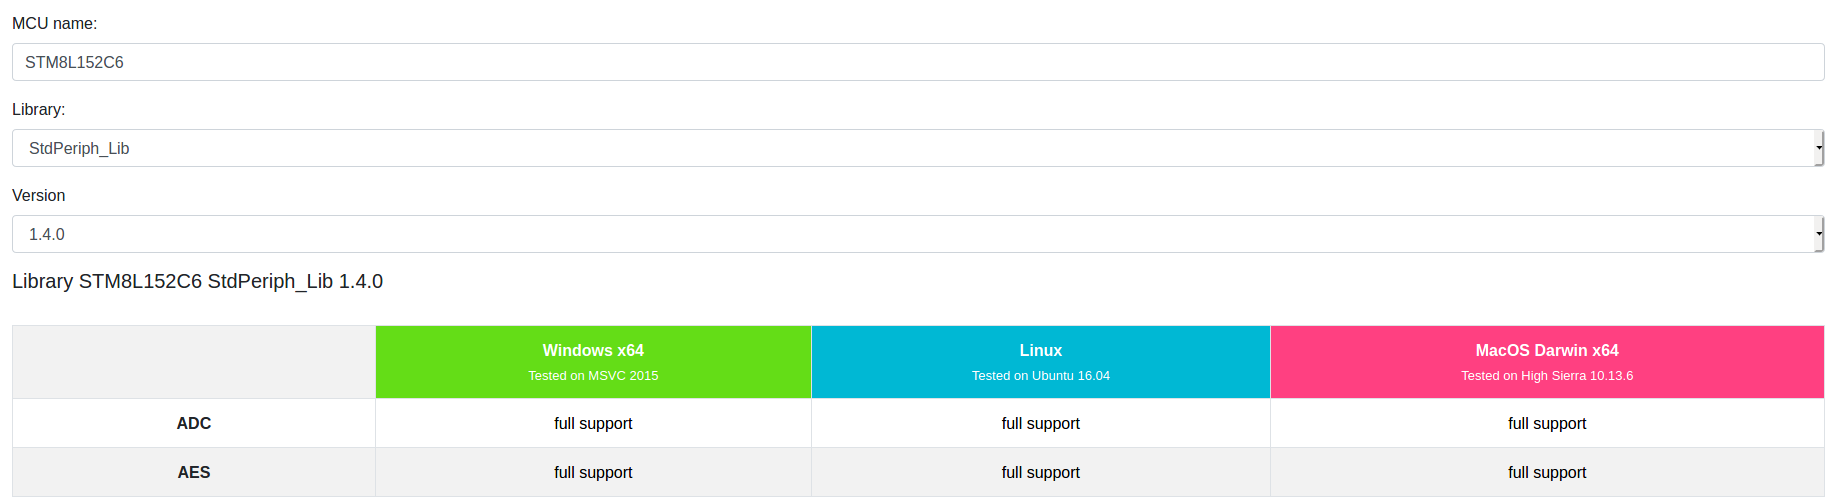 MCU name:
STM8L152C6
Library:
StdPeriph_Lib
Version
1.4.0
Library STM8L152C6 StdPeriph_Lib 1.4.0
Windows x64 Linux MacOS Darwin x64
Tested on MSVC 2015 Tested on Ubuntu 16.04 Tested on High Sierra 10.13.6
ADC full support full support full support
AES full support full support full support